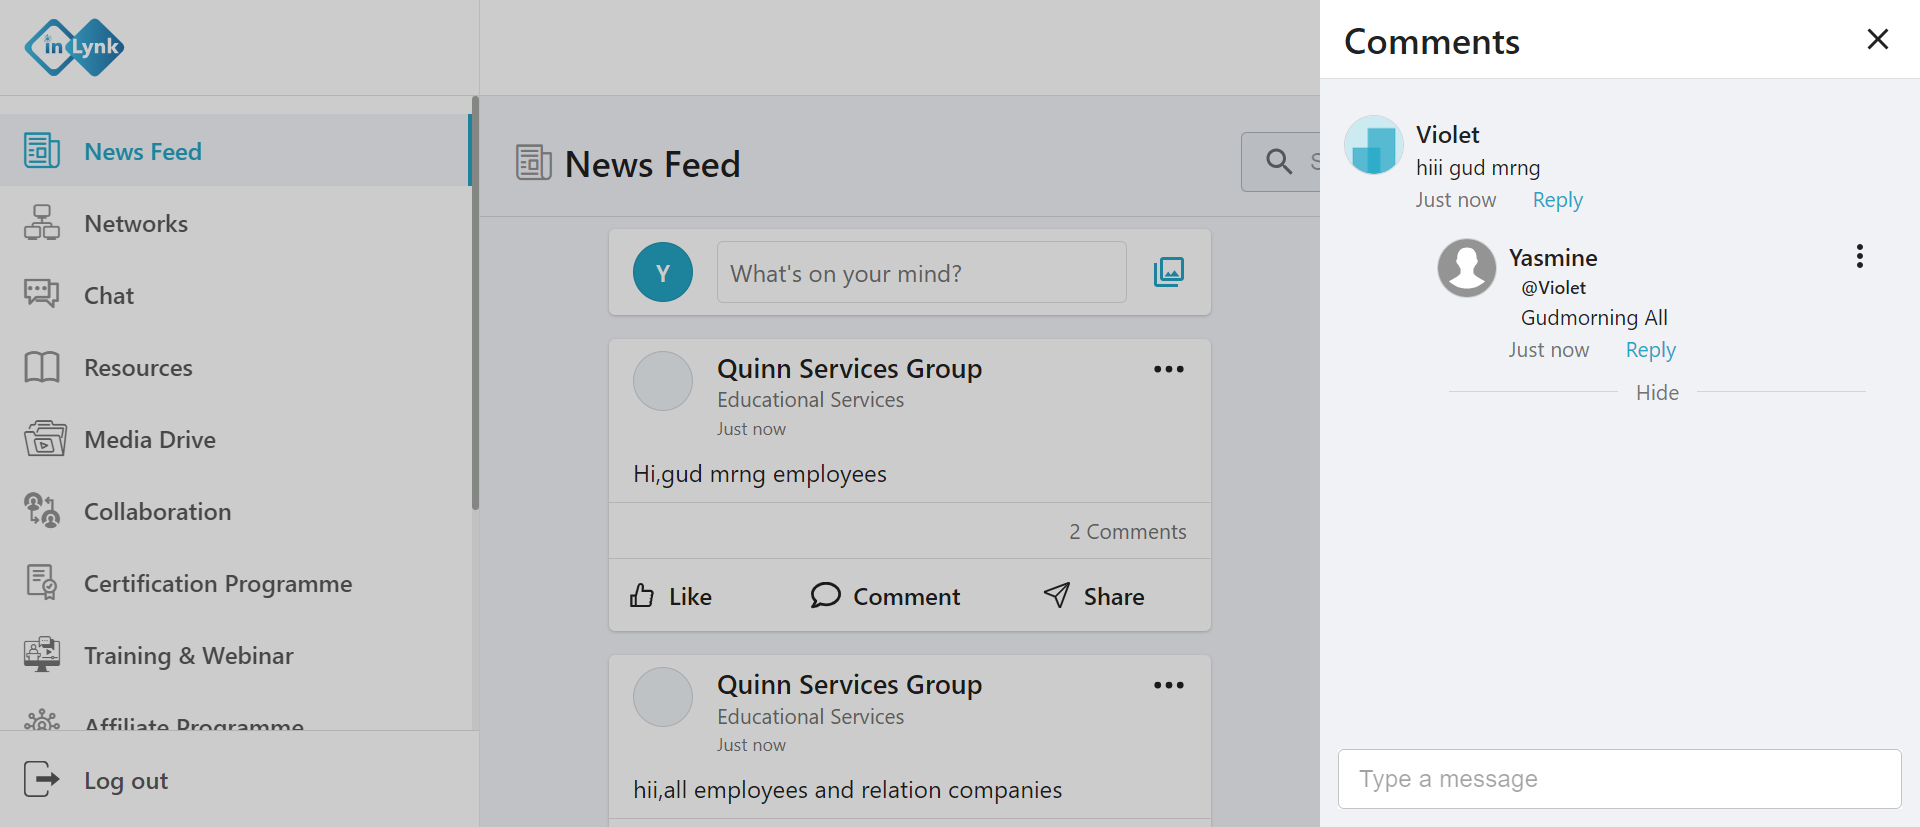 in Lynk
News Feed
Networks
Chat
Resources
Media Drive
Collaboration
Certification Programme
Training & Webinar
Affiliate Programme
Log out
News Feed
S
Y
What's on your mind?
Quinn Services Group
Educational Services
Just now
Hi,gud mrng employees
2 Comments
Like Comment Share
Quinn Services Group
Educational Services
Just now
hii,all employees and relation companies
Comments
Violet
hiii gud mrng
Just now Reply
Yasmine
@Violet
Gudmorning All
Just now Reply
Hide
Type a message